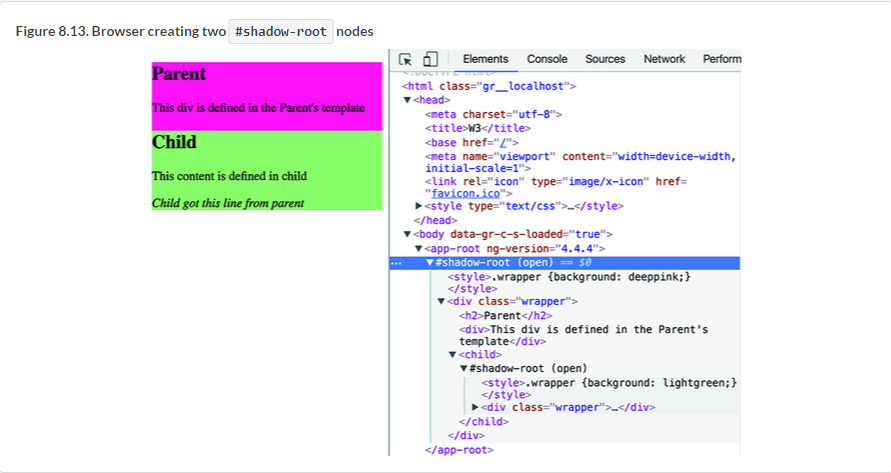 Figure 8.13. Browser creating two #shadow-root nodes
Parent
This div is defined in the Parent's template
Child
This content is defined in child
Child got this line from parent
Elements Console Sources Network Perform
<html class="gr__localhost">
▼<head>
<meta charset="utf-8">
<title>W3</title>
<base href="/">
<meta name="viewport" content="width=device-width,
initial-scale=1">
<link rel="icon" type="image/x-icon" href=
"favicon.ico">
▶<style type="text/css">…</style>
</head>
▼<body data-gr-c-s-loaded="true">
▼<app-root ng-version="4.4.4">
… ▼#shadow-root (open) == $0
<style>.wrapper {background: deeppink;}
</style>
▼<div class="wrapper">
<h2>Parent</h2>
<div>This div is defined in the Parent's
template</div>
▼<child>
▼#shadow-root (open)
<style>.wrapper {background: lightgreen;}
</style>
▶<div class="wrapper">…</div>
</child>
</div>
</app-root>